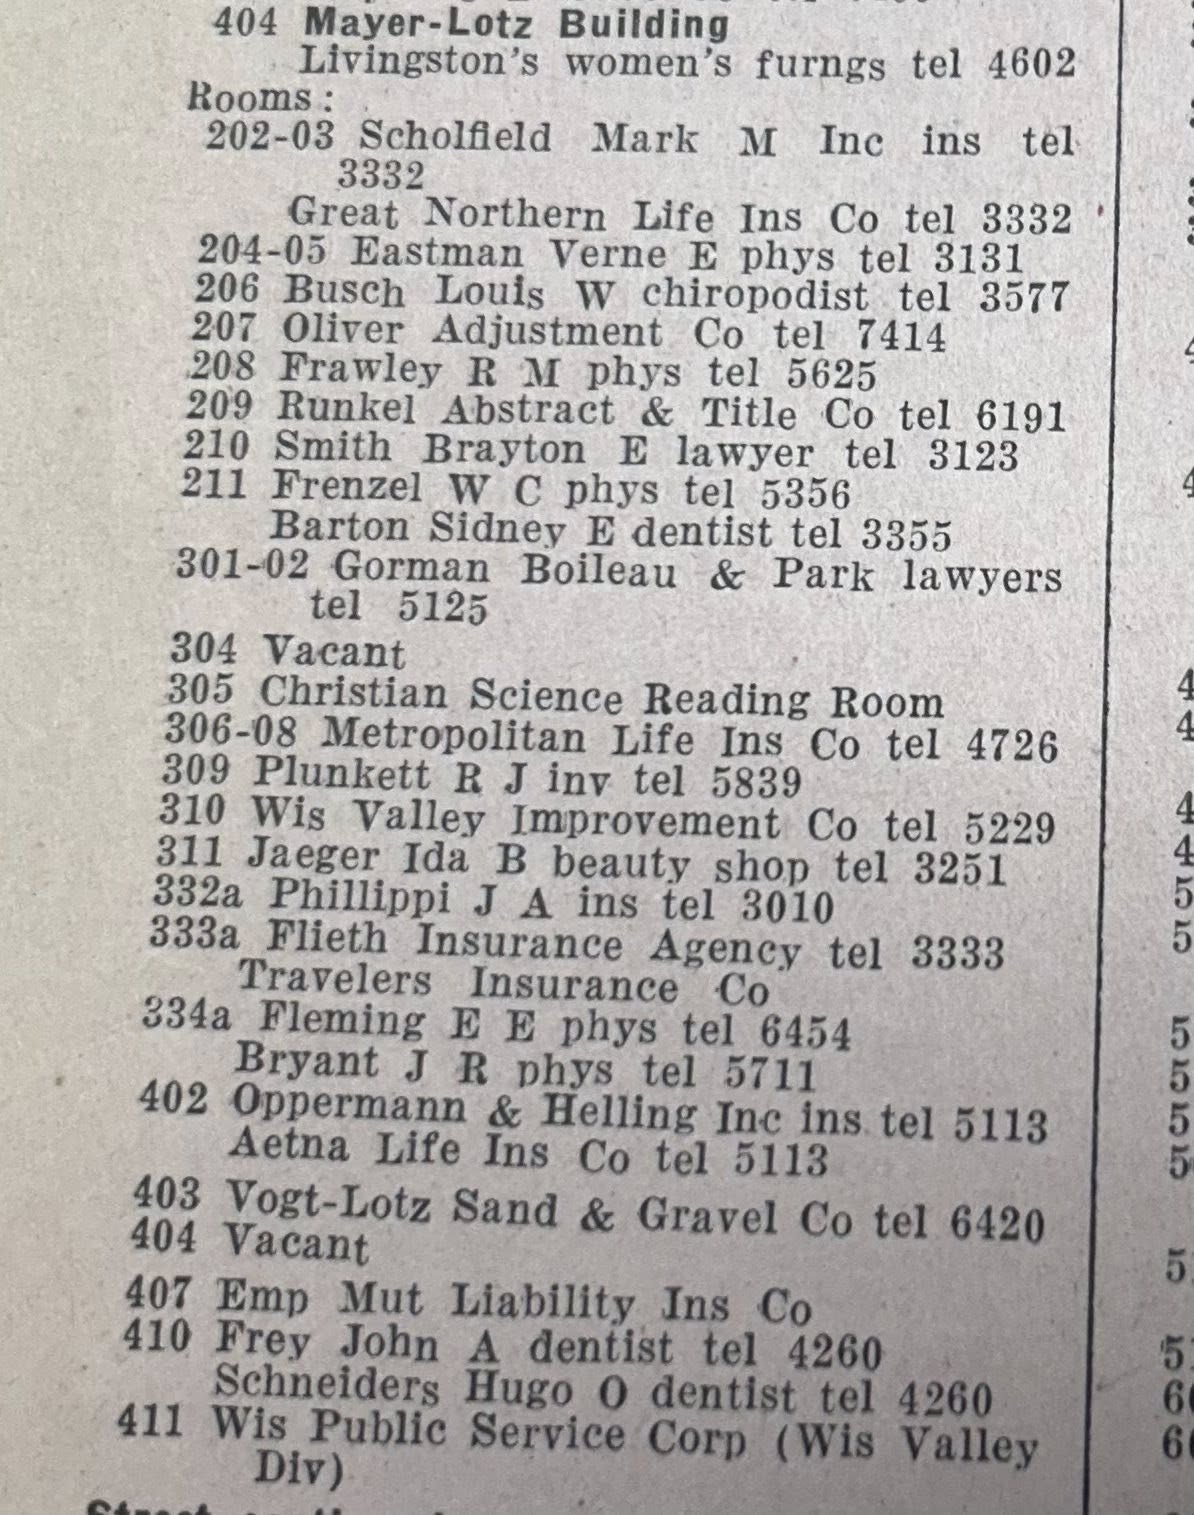 404 Mayer-Lotz Building
Livingston's women's furngs tel 4602
Rooms:
202-03 Scholfield Mark M Inc ins tel
3332
Great Northern Life Ins Co tel 3332
204-05 Eastman Verne E phys tel 3131
206 Busch Louis W chiropodist tel 3577
207 Oliver Adjustment Co tel 7414
208 Frawley R M phys tel 5625
209 Runkel Abstract & Title Co tel 6191
210 Smith Brayton E lawyer tel 3123
211 Frenzel W C phys tel 5356
Barton Sidney E dentist tel 3355
301-02 Gorman Boileau & Park lawyers
tel 5125
304 Vacant
305 Christian Science Reading Room
306-08 Metropolitan Life Ins Co tel 4726
309 Plunkett R J inv tel 5839
310 Wis Valley Improvement Co tel 5229
311 Jaeger Ida B beauty shop tel 3251
332a Phillippi J A ins tel 3010
333a Flieth Insurance Agency tel 3333
Travelers Insurance Co
334a Fleming E E phys tel 6454
Bryant J R phys tel 5711
402 Oppermann & Helling Inc ins tel 5113
Aetna Life Ins Co tel 5113
403 Vogt-Lotz Sand & Gravel Co tel 6420
404 Vacant
407 Emp Mut Liability Ins Co
410 Frey John A dentist tel 4260
Schneiders Hugo O dentist tel 4260
411 Wis Public Service Corp (Wis Valley
Div)